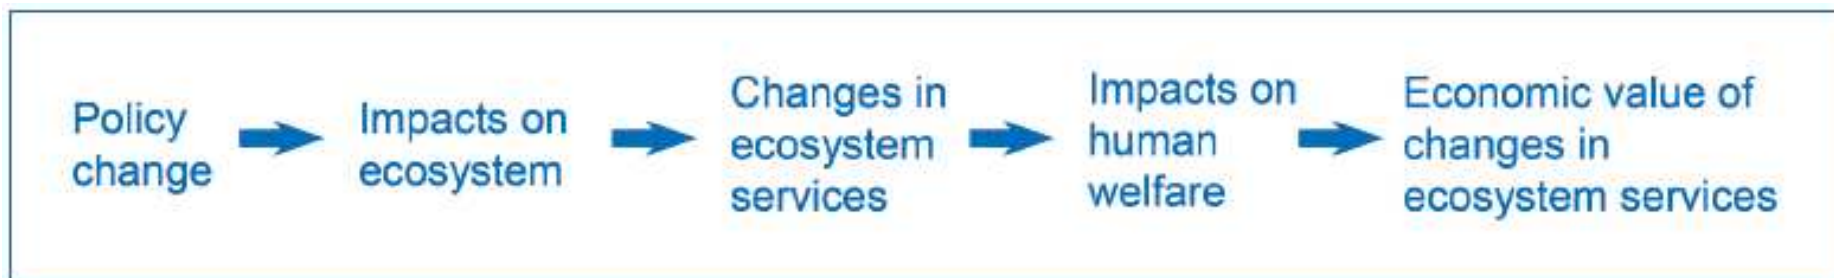 Policy
change
Impacts on
ecosystem
Changes in
ecosystem
services
Impacts on
human
welfare
Economic value of
changes in
ecosystem services